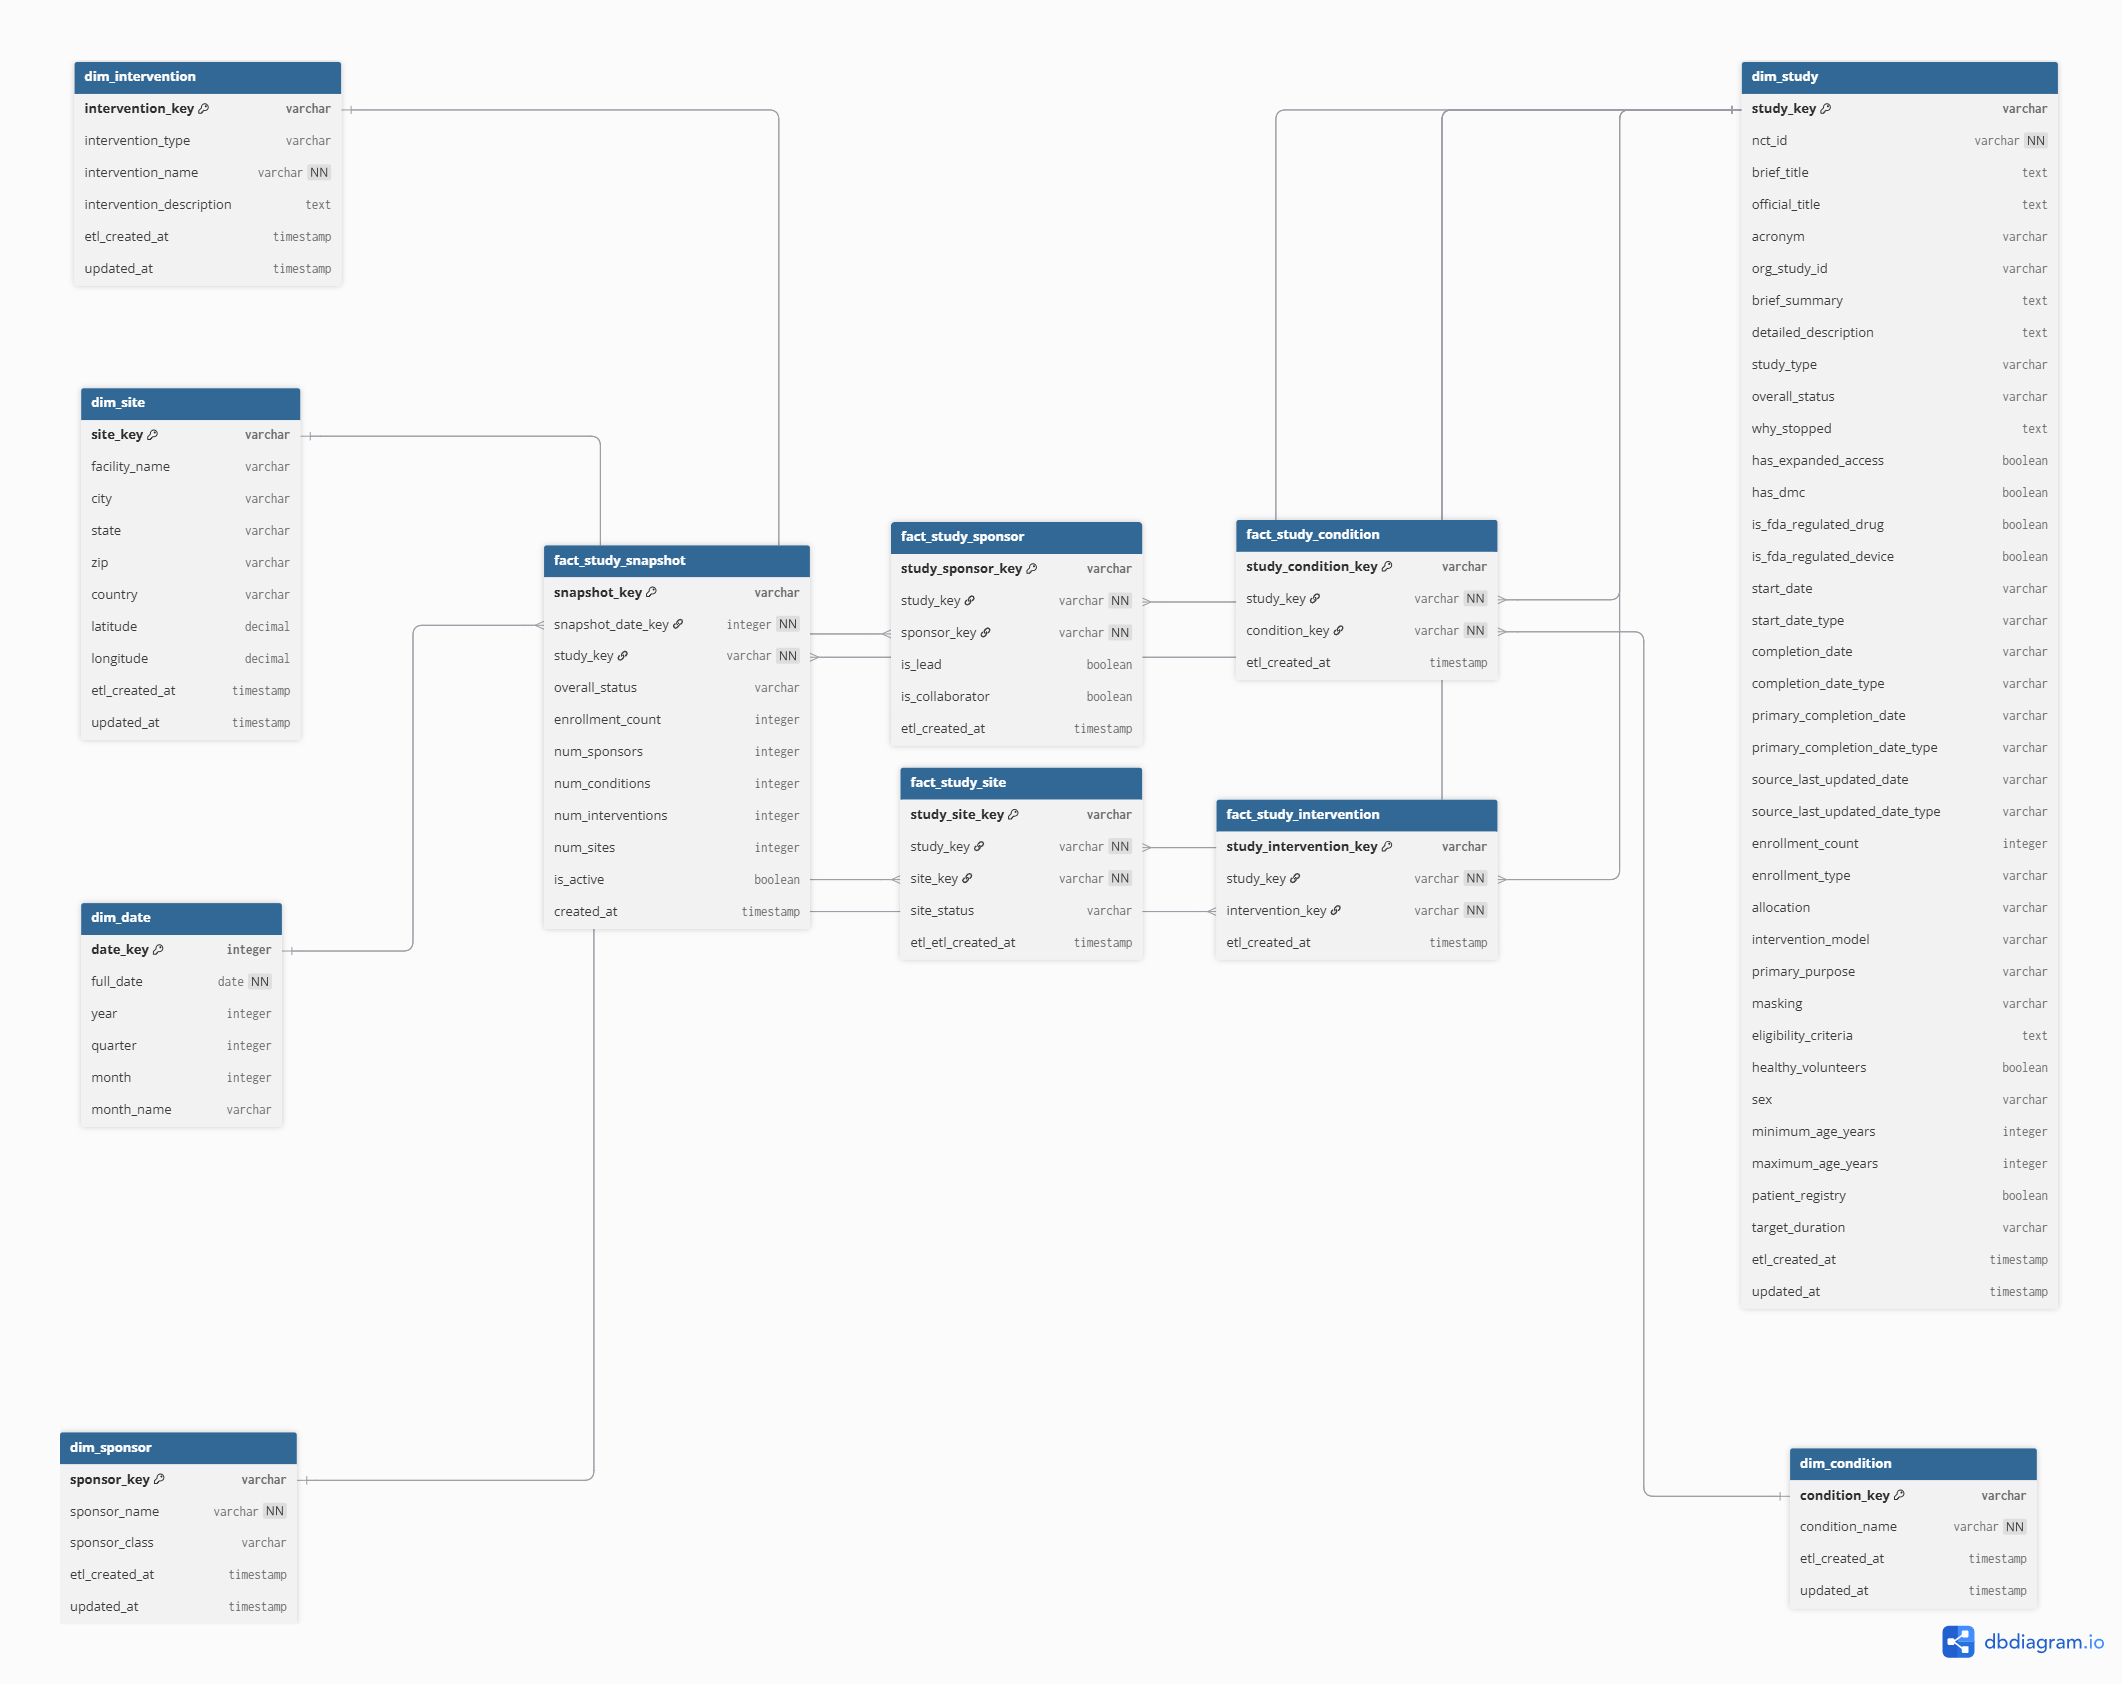 dim_intervention
intervention_key varchar
intervention_type varchar
intervention_name varchar NN
intervention_description text
etl_created_at timestamp
updated_at timestamp
dim_site
site_key varchar
facility_name varchar
city varchar
state varchar
zip varchar
country varchar
latitude decimal
longitude decimal
etl_created_at timestamp
updated_at timestamp
dim_date
date_key integer
full_date date NN
year integer
quarter integer
month integer
month_name varchar
dim_sponsor
sponsor_key varchar
sponsor_name varchar NN
sponsor_class varchar
etl_created_at timestamp
updated_at timestamp
fact_study_snapshot
snapshot_key varchar
snapshot_date_key integer NN
study_key varchar NN
overall_status varchar
enrollment_count integer
num_sponsors integer
num_conditions integer
num_interventions integer
num_sites integer
is_active boolean
created_at timestamp
fact_study_sponsor
study_sponsor_key varchar
study_key varchar NN
sponsor_key varchar NN
is_lead boolean
is_collaborator boolean
etl_created_at timestamp
fact_study_site
study_site_key varchar
study_key varchar NN
site_key varchar NN
site_status varchar
etl_etl_created_at timestamp
fact_study_condition
study_condition_key varchar
study_key varchar NN
condition_key varchar NN
etl_created_at timestamp
fact_study_intervention
study_intervention_key varchar
study_key varchar NN
intervention_key varchar NN
etl_created_at timestamp
dim_study
study_key varchar
nct_id varchar NN
brief_title text
official_title text
acronym varchar
org_study_id varchar
brief_summary text
detailed_description text
study_type varchar
overall_status varchar
why_stopped text
has_expanded_access boolean
has_dmc boolean
is_fda_regulated_drug boolean
is_fda_regulated_device boolean
start_date varchar
start_date_type varchar
completion_date varchar
completion_date_type varchar
primary_completion_date varchar
primary_completion_date_type varchar
source_last_updated_date varchar
source_last_updated_date_type varchar
enrollment_count integer
enrollment_type varchar
allocation varchar
intervention_model varchar
primary_purpose varchar
masking varchar
eligibility_criteria text
healthy_volunteers boolean
sex varchar
minimum_age_years integer
maximum_age_years integer
patient_registry boolean
target_duration varchar
etl_created_at timestamp
updated_at timestamp
dim_condition
condition_key varchar
condition_name varchar NN
etl_created_at timestamp
updated_at timestamp
dbdiagram.io